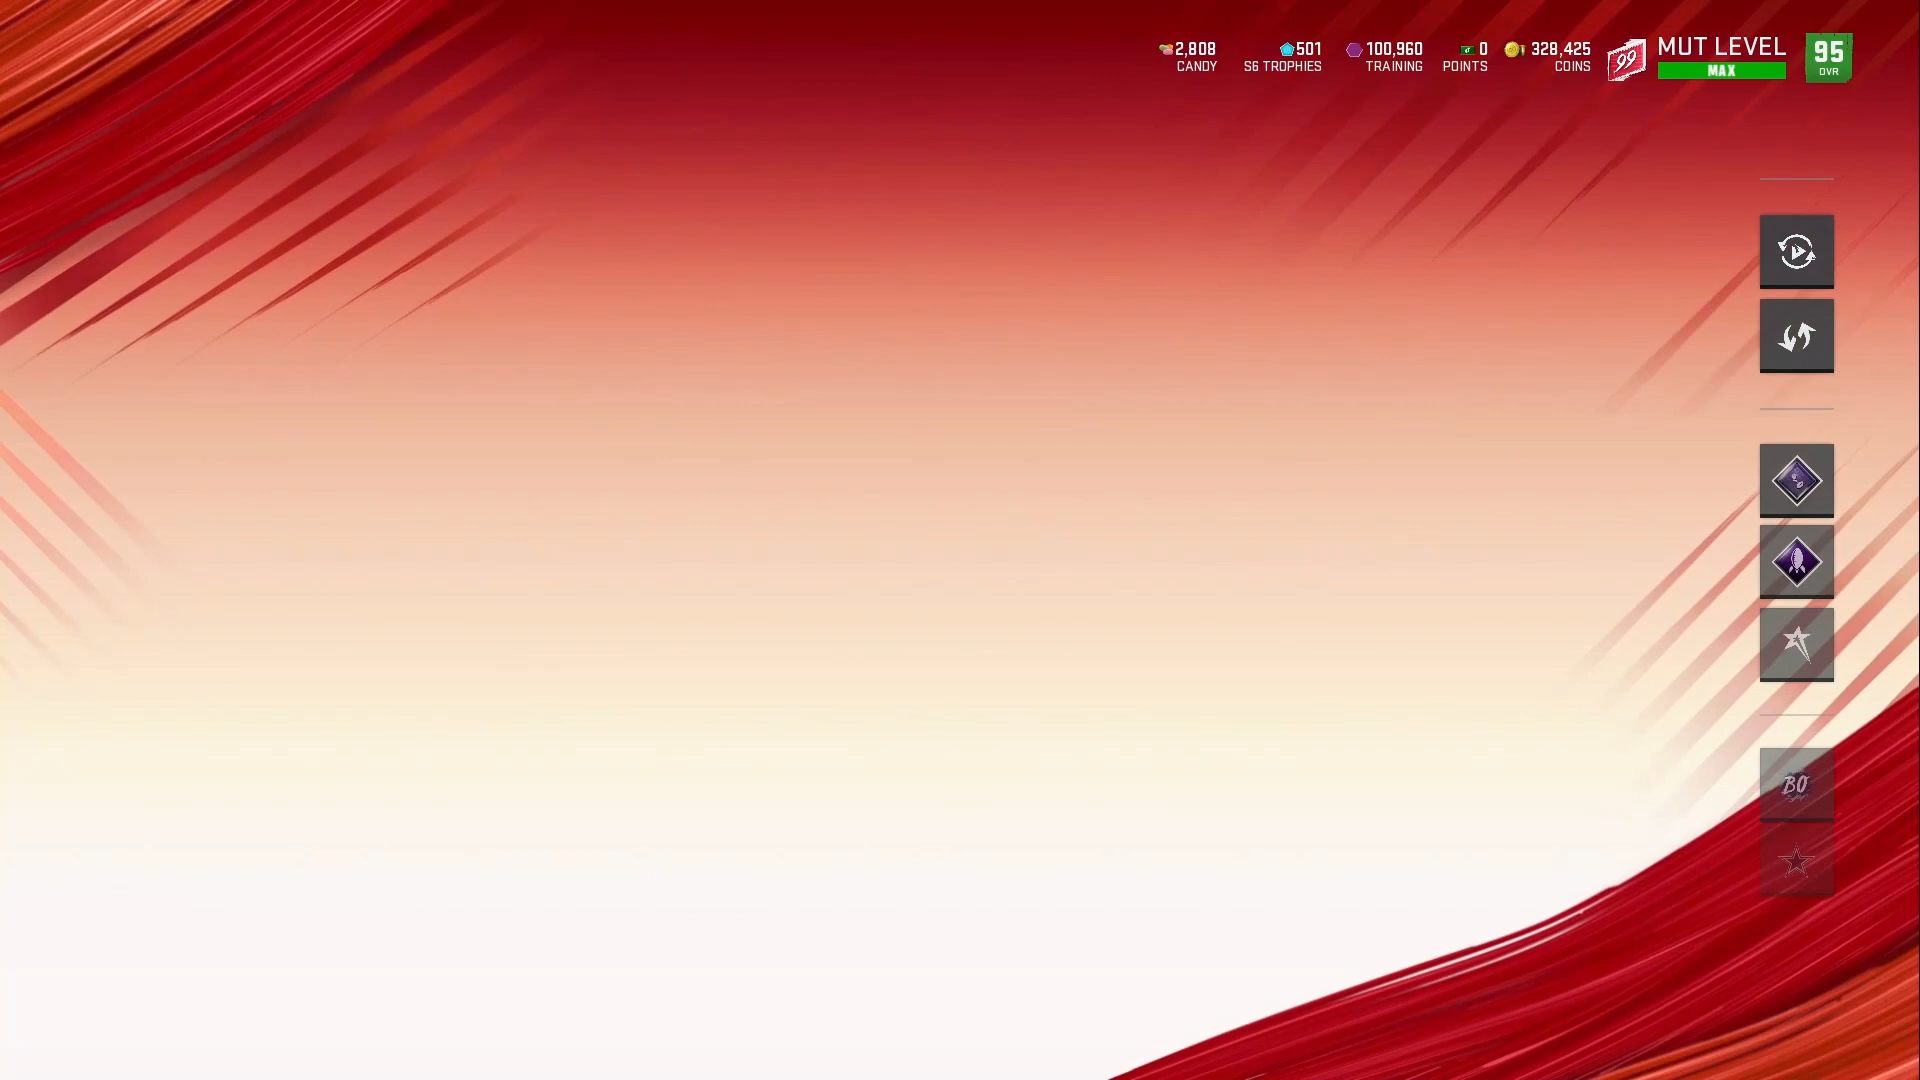 2,808
CANDY
501
S6 TROPHIES
100,960
TRAINING
0
POINTS
328,425
COINS
99
MUT LEVEL
MAX
95
OVR
BO